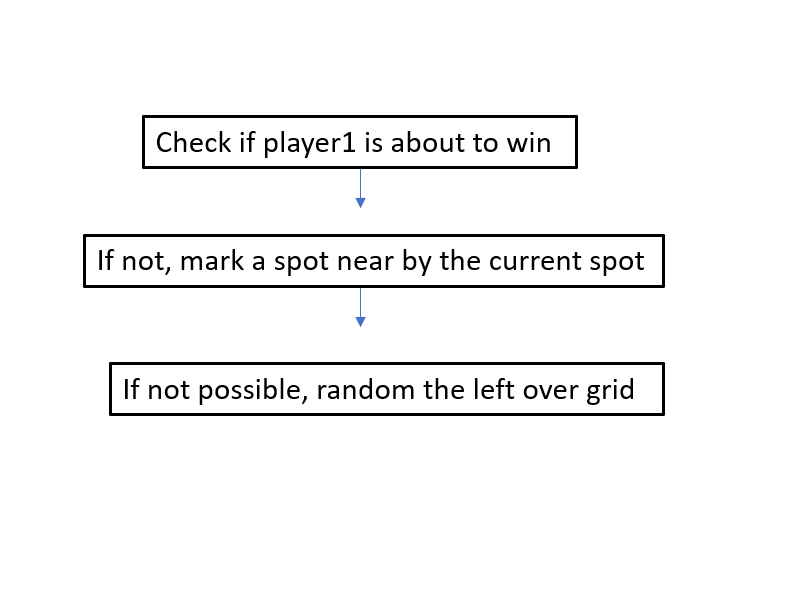 Check if player1 is about to win
If not, mark a spot near by the current spot
If not possible, random the left over grid